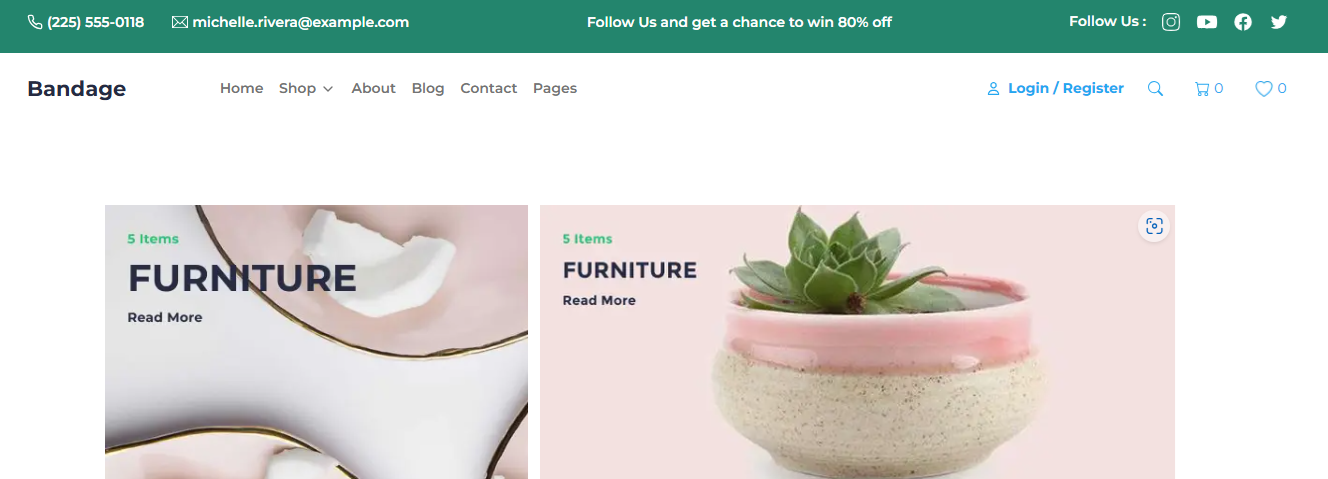 (225) 555-0118 michelle.rivera@example.com Follow Us and get a chance to win 80% off Follow Us :
Bandage Home Shop About Blog Contact Pages Login / Register 0 0
5 Items
FURNITURE
Read More
5 Items
FURNITURE
Read More